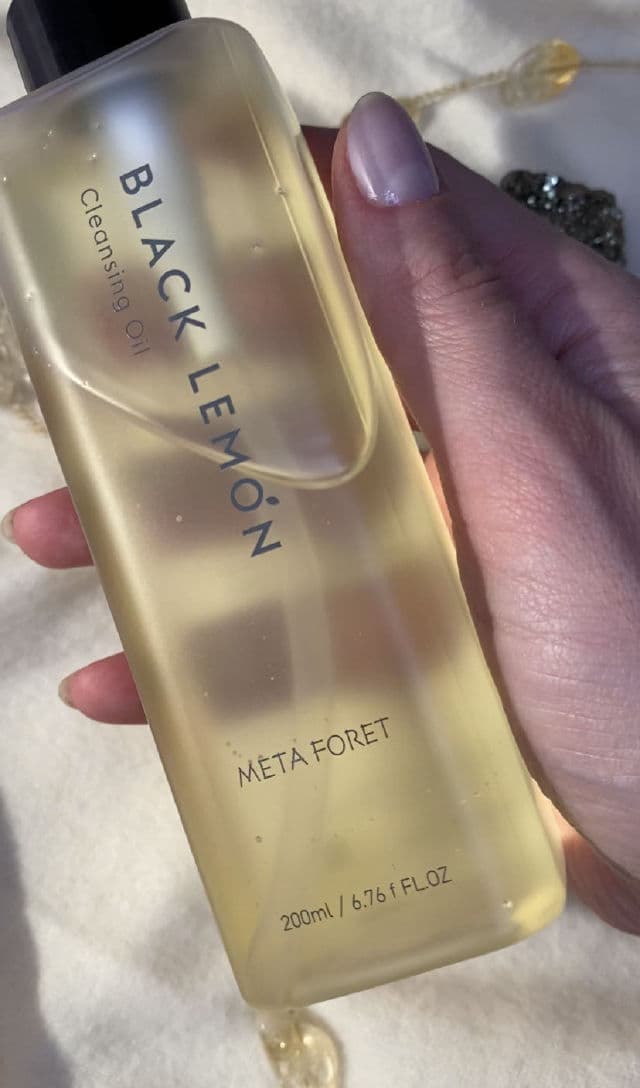 BLACK LEMON
Cleansing Oil
META FORET
200ml / 6.76 f FL.OZ